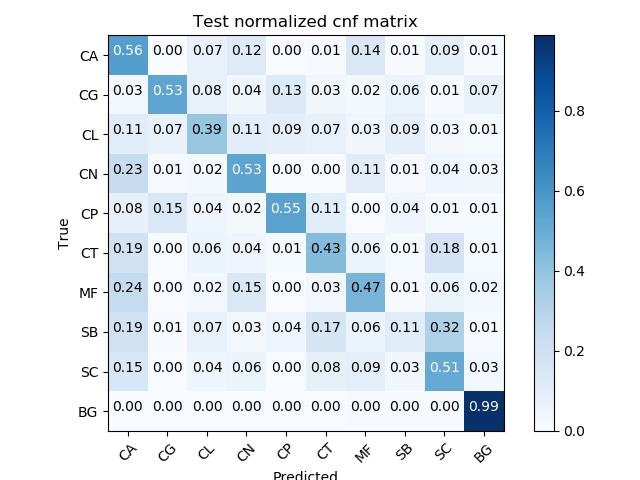 Test normalized cnf matrix
True
CA 0.56 0.00 0.07 0.12 0.00 0.01 0.14 0.01 0.09 0.01
CG 0.03 0.53 0.08 0.04 0.13 0.03 0.02 0.06 0.01 0.07
CL 0.11 0.07 0.39 0.11 0.09 0.07 0.03 0.09 0.03 0.01
CN 0.23 0.01 0.02 0.53 0.00 0.00 0.11 0.01 0.04 0.03
CP 0.08 0.15 0.04 0.02 0.55 0.11 0.00 0.04 0.01 0.01
CT 0.19 0.00 0.06 0.04 0.01 0.43 0.06 0.01 0.18 0.01
MF 0.24 0.00 0.02 0.15 0.00 0.03 0.47 0.01 0.06 0.02
SB 0.19 0.01 0.07 0.03 0.04 0.17 0.06 0.11 0.32 0.01
SC 0.15 0.00 0.04 0.06 0.00 0.08 0.09 0.03 0.51 0.03
BG 0.00 0.00 0.00 0.00 0.00 0.00 0.00 0.00 0.00 0.99
CA CG CL CN CP CT MF SB SC BG
Predicted
0.8
0.6
0.4
0.2
0.0